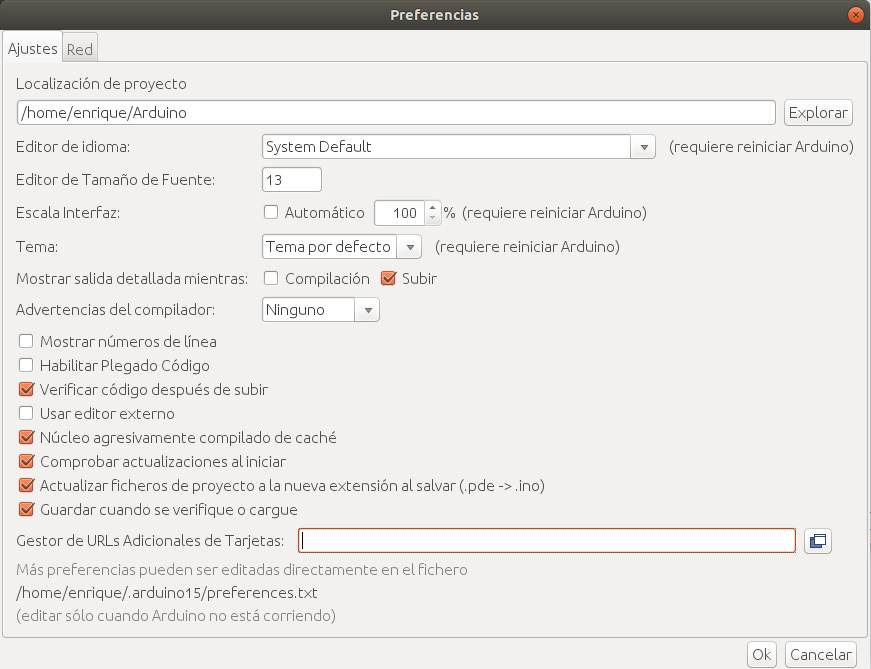 Preferencias
Ajustes Red
Localización de proyecto
/home/enrique/Arduino Explorar
Editor de idioma: System Default (requiere reiniciar Arduino)
Editor de Tamaño de Fuente: 13
Escala Interfaz: Automático 100 % (requiere reiniciar Arduino)
Tema: Tema por defecto (requiere reiniciar Arduino)
Mostrar salida detallada mientras: Compilación Subir
Advertencias del compilador: Ninguno
Mostrar números de línea
Habilitar Plegado Código
Verificar código después de subir
Usar editor externo
Núcleo agresivamente compilado de caché
Comprobar actualizaciones al iniciar
Actualizar ficheros de proyecto a la nueva extensión al salvar (.pde -> .ino)
Guardar cuando se verifique o cargue
Gestor de URLs Adicionales de Tarjetas:
Más preferencias pueden ser editadas directamente en el fichero
/home/enrique/.arduino15/preferences.txt
(editar sólo cuando Arduino no está corriendo)
Ok Cancelar